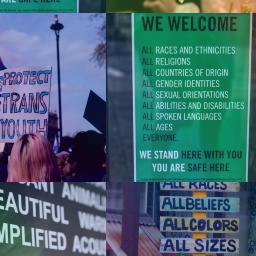 ARE SAFE HERE
PROTECT
TRANS
YOUTH
WE WELCOME
ALL RACES AND ETHNICITIES
ALL RELIGIONS
ALL COUNTRIES OF ORIGIN
ALL GENDER IDENTITIES
ALL SEXUAL ORIENTATIONS
ALL ABILITIES AND DISABILITIES
ALL SPOKEN LANGUAGES
ALL AGES
EVERYONE.
WE STAND HERE WITH YOU
YOU ARE SAFE HERE
ANIMAL
EAUTIFUL WAR
MPLIFIED ACOU
ALL RACES
ALL BELIEFS
ALL COLORS
ALL SIZES